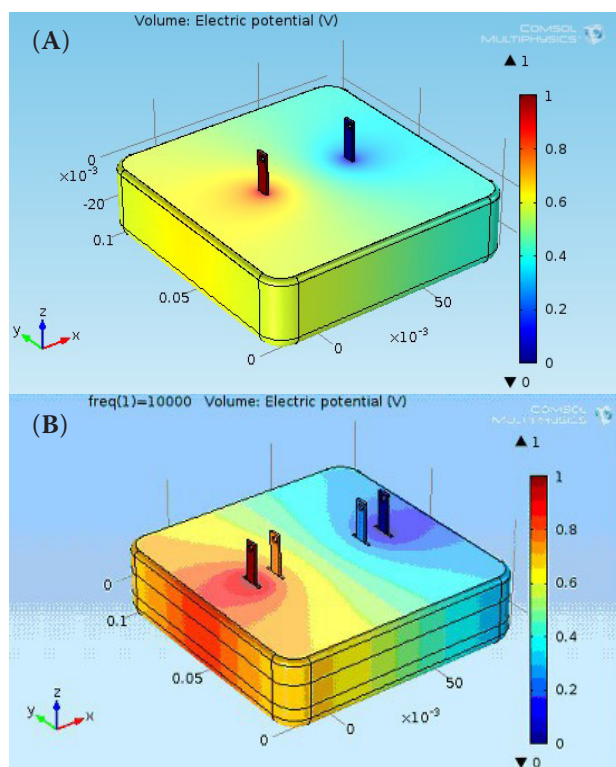 Volume: Electric potential (V)
(A)
COMSOL
MULTIPHYSICS
▲ 1
1
0.8
0.6
0.4
0.2
0
▼ 0
0
×10⁻³
-20
0.1
0.05
0
0
50
×10⁻³
z
y
x
freq(1)=10000 Volume: Electric potential (V)
(B)
COMSOL
MULTIPHYSICS
▲ 1
1
0.8
0.6
0.4
0.2
0
▼ 0
0
0.1
0.05
0
0
50
×10⁻³
z
y
x